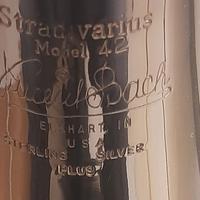 Stradivarius
Model 42
Vincent Bach
ELKHART, IN
U S A
STERLING SILVER
PLUS